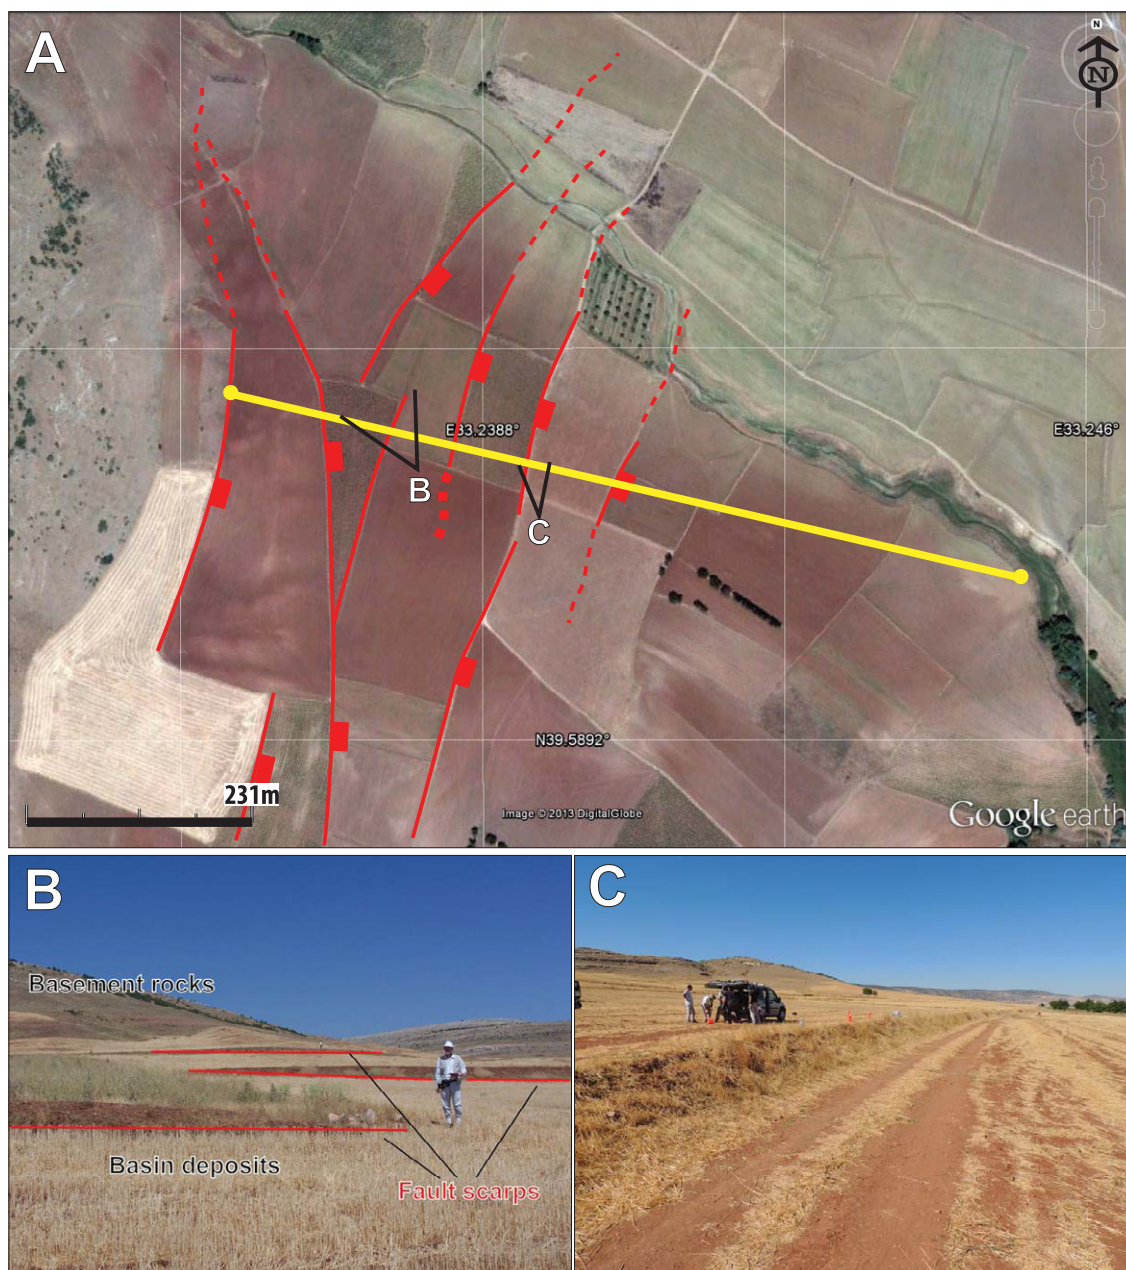 A
N
N
E33.2388°
E33.246°
B
C
N39.5892°
231m
Image © 2013 DigitalGlobe
Google earth
B
Basement rocks
Basin deposits
Fault scarps
C